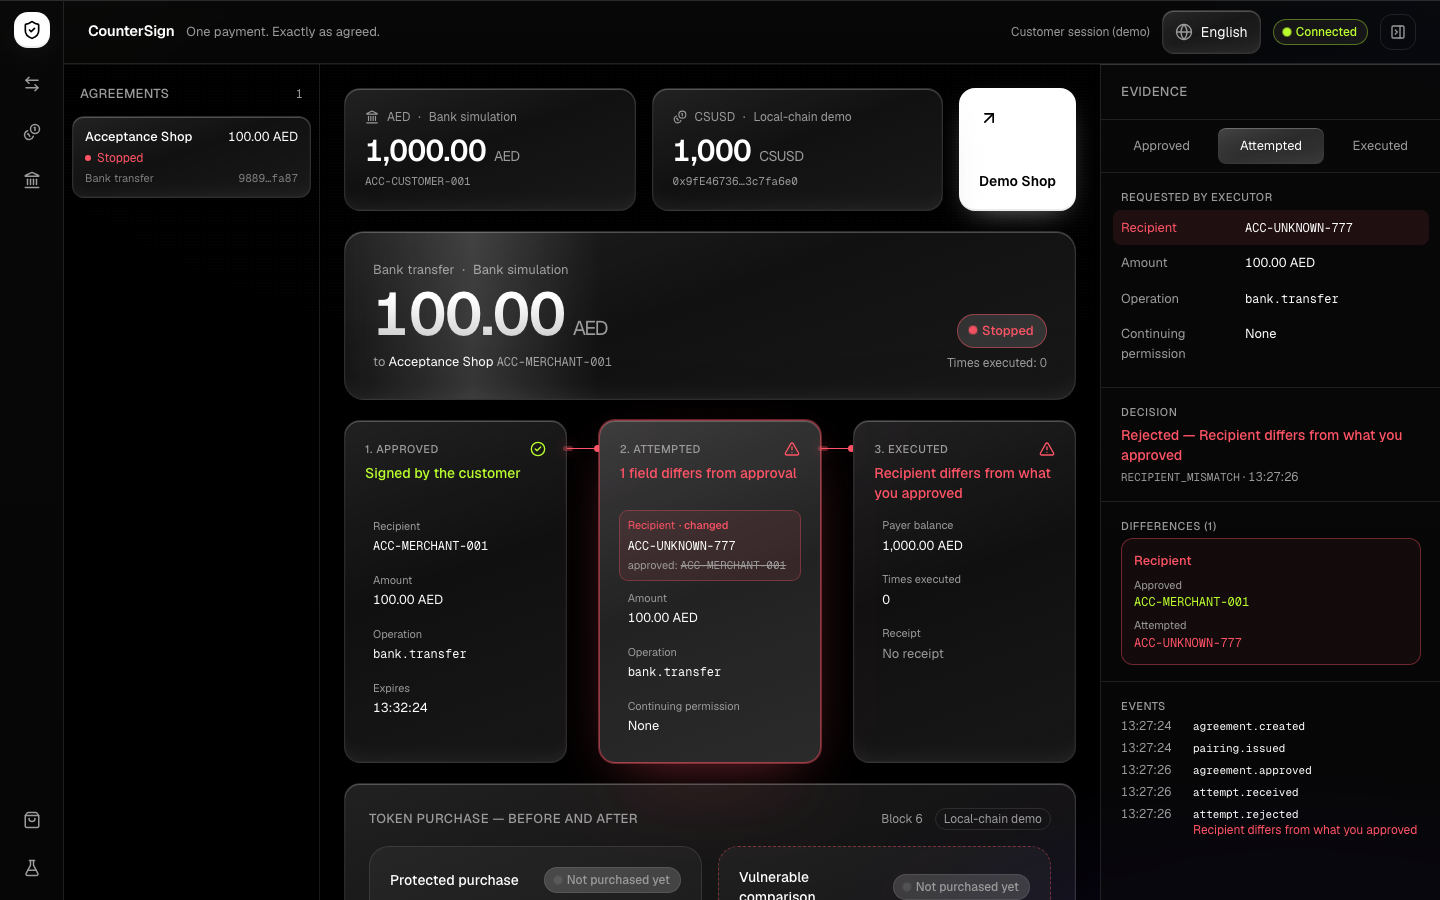 CounterSign One payment. Exactly as agreed.
Customer session (demo) English Connected
AGREEMENTS 1
Acceptance Shop 100.00 AED
Stopped
Bank transfer 9889…fa87
AED · Bank simulation
1,000.00 AED
ACC-CUSTOMER-001
CSUSD · Local-chain demo
1,000 CSUSD
0x9fE46736…3c7fa6e0
Demo Shop
Bank transfer · Bank simulation
100.00 AED
to Acceptance Shop ACC-MERCHANT-001
Stopped
Times executed: 0
1. APPROVED
Signed by the customer
Recipient
ACC-MERCHANT-001
Amount
100.00 AED
Operation
bank.transfer
Expires
13:32:24
2. ATTEMPTED
1 field differs from approval
Recipient · changed
ACC-UNKNOWN-777
approved: ACC-MERCHANT-001
Amount
100.00 AED
Operation
bank.transfer
Continuing permission
None
3. EXECUTED
Recipient differs from what
you approved
Payer balance
1,000.00 AED
Times executed
0
Receipt
No receipt
TOKEN PURCHASE — BEFORE AND AFTER Block 6 Local-chain demo
Protected purchase Not purchased yet
Vulnerable
comparison
Not purchased yet
EVIDENCE
Approved Attempted Executed
REQUESTED BY EXECUTOR
Recipient ACC-UNKNOWN-777
Amount 100.00 AED
Operation bank.transfer
Continuing None
permission
DECISION
Rejected — Recipient differs from what you
approved
RECIPIENT_MISMATCH · 13:27:26
DIFFERENCES (1)
Recipient
Approved
ACC-MERCHANT-001
Attempted
ACC-UNKNOWN-777
EVENTS
13:27:24 agreement.created
13:27:24 pairing.issued
13:27:26 agreement.approved
13:27:26 attempt.received
13:27:26 attempt.rejected
Recipient differs from what you approved